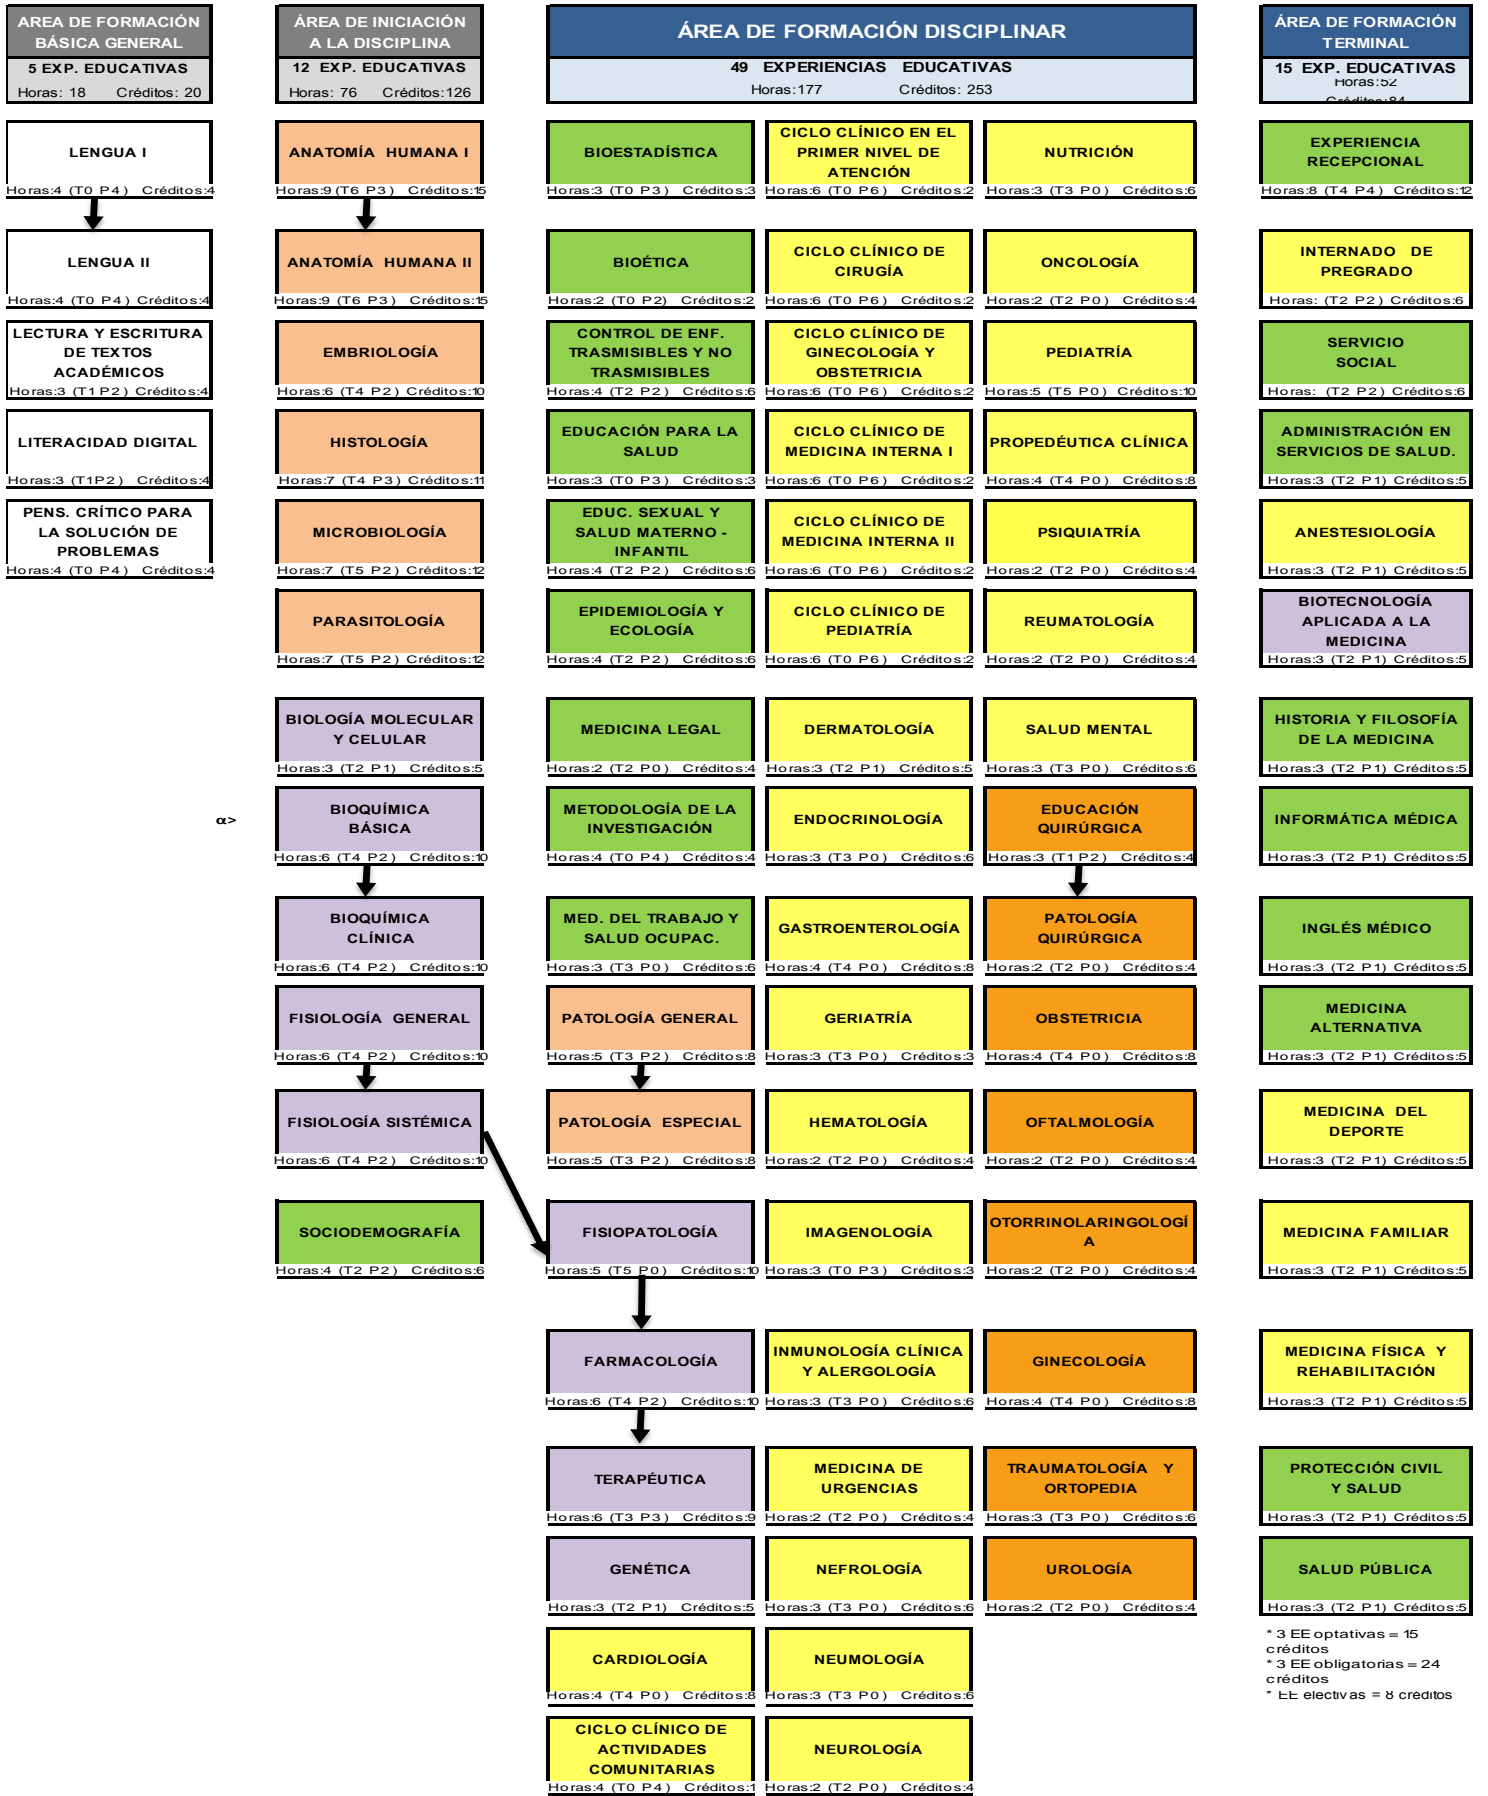 AREA DE FORMACIÓN
BÁSICA GENERAL
5 EXP. EDUCATIVAS
Horas: 18 Créditos: 20
LENGUA I
Horas:4 (T0 P4) Créditos:4
LENGUA II
Horas:4 (T0 P4) Créditos:4
LECTURA Y ESCRITURA
DE TEXTOS
ACADÉMICOS
Horas:3 (T1 P2) Créditos:4
LITERACIDAD DIGITAL
Horas:3 (T1P2) Créditos:4
PENS. CRÍTICO PARA
LA SOLUCIÓN DE
PROBLEMAS
Horas:4 (T0 P4) Créditos:4
α>
ÁREA DE INICIACIÓN
A LA DISCIPLINA
12 EXP. EDUCATIVAS
Horas: 76 Créditos:126
ANATOMÍA HUMANA I
Horas:9 (T6 P3) Créditos:15
ANATOMÍA HUMANA II
Horas:9 (T6 P3) Créditos:15
EMBRIOLOGÍA
Horas:6 (T4 P2) Créditos:10
HISTOLOGÍA
Horas:7 (T4 P3) Créditos:11
MICROBIOLOGÍA
Horas:7 (T5 P2) Créditos:12
PARASITOLOGÍA
Horas:7 (T5 P2) Créditos:12
BIOLOGÍA MOLECULAR
Y CELULAR
Horas:3 (T2 P1) Créditos:5
BIOQUÍMICA
BÁSICA
Horas:6 (T4 P2) Créditos:10
BIOQUÍMICA
CLÍNICA
Horas:6 (T4 P2) Créditos:10
FISIOLOGÍA GENERAL
Horas:6 (T4 P2) Créditos:10
FISIOLOGÍA SISTÉMICA
Horas:6 (T4 P2) Créditos:10
SOCIODEMOGRAFÍA
Horas:4 (T2 P2) Créditos:6
ÁREA DE FORMACIÓN DISCIPLINAR
49 EXPERIENCIAS EDUCATIVAS
Horas:177 Créditos: 253
BIOESTADÍSTICA
Horas:3 (T0 P3) Créditos:3
BIOÉTICA
Horas:2 (T0 P2) Créditos:2
CONTROL DE ENF.
TRASMISIBLES Y NO
TRASMISIBLES
Horas:4 (T2 P2) Créditos:6
EDUCACIÓN PARA LA
SALUD
Horas:3 (T0 P3) Créditos:3
EDUC. SEXUAL Y
SALUD MATERNO -
INFANTIL
Horas:4 (T2 P2) Créditos:6
EPIDEMIOLOGÍA Y
ECOLOGÍA
Horas:4 (T2 P2) Créditos:6
MEDICINA LEGAL
Horas:2 (T2 P0) Créditos:4
METODOLOGÍA DE LA
INVESTIGACIÓN
Horas:4 (T0 P4) Créditos:4
MED. DEL TRABAJO Y
SALUD OCUPAC.
Horas:3 (T3 P0) Créditos:6
PATOLOGÍA GENERAL
Horas:5 (T3 P2) Créditos:8
PATOLOGÍA ESPECIAL
Horas:5 (T3 P2) Créditos:8
FISIOPATOLOGÍA
Horas:5 (T5 P0) Créditos:10
FARMACOLOGÍA
Horas:6 (T4 P2) Créditos:10
TERAPÉUTICA
Horas:6 (T3 P3) Créditos:9
GENÉTICA
Horas:3 (T2 P1) Créditos:5
CARDIOLOGÍA
Horas:4 (T4 P0) Créditos:8
CICLO CLÍNICO DE
ACTIVIDADES
COMUNITARIAS
Horas:4 (T0 P4) Créditos:1
CICLO CLÍNICO EN EL
PRIMER NIVEL DE
ATENCIÓN
Horas:6 (T0 P6) Créditos:2
CICLO CLÍNICO DE
CIRUGÍA
Horas:6 (T0 P6) Créditos:2
CICLO CLÍNICO DE
GINECOLOGÍA Y
OBSTETRICIA
Horas:6 (T0 P6) Créditos:2
CICLO CLÍNICO DE
MEDICINA INTERNA I
Horas:6 (T0 P6) Créditos:2
CICLO CLÍNICO DE
MEDICINA INTERNA II
Horas:6 (T0 P6) Créditos:2
CICLO CLÍNICO DE
PEDIATRÍA
Horas:6 (T0 P6) Créditos:2
DERMATOLOGÍA
Horas:3 (T2 P1) Créditos:5
ENDOCRINOLOGÍA
Horas:3 (T3 P0) Créditos:6
GASTROENTEROLOGÍA
Horas:4 (T4 P0) Créditos:8
GERIATRÍA
Horas:3 (T3 P0) Créditos:3
HEMATOLOGÍA
Horas:2 (T2 P0) Créditos:4
IMAGENOLOGÍA
Horas:3 (T0 P3) Créditos:3
INMUNOLOGÍA CLÍNICA
Y ALERGOLOGÍA
Horas:3 (T3 P0) Créditos:6
MEDICINA DE
URGENCIAS
Horas:2 (T2 P0) Créditos:4
NEFROLOGÍA
Horas:3 (T3 P0) Créditos:6
NEUMOLOGÍA
Horas:3 (T3 P0) Créditos:6
NEUROLOGÍA
Horas:2 (T2 P0) Créditos:4
NUTRICIÓN
Horas:3 (T3 P0) Créditos:6
ONCOLOGÍA
Horas:2 (T2 P0) Créditos:4
PEDIATRÍA
Horas:5 (T5 P0) Créditos:10
PROPEDÉUTICA CLÍNICA
Horas:4 (T4 P0) Créditos:8
PSIQUIATRÍA
Horas:2 (T2 P0) Créditos:4
REUMATOLOGÍA
Horas:2 (T2 P0) Créditos:4
SALUD MENTAL
Horas:3 (T3 P0) Créditos:6
EDUCACIÓN
QUIRÚRGICA
Horas:3 (T1 P2) Créditos:4
PATOLOGÍA
QUIRÚRGICA
Horas:2 (T2 P0) Créditos:4
OBSTETRICIA
Horas:4 (T4 P0) Créditos:8
OFTALMOLOGÍA
Horas:2 (T2 P0) Créditos:4
OTORRINOLARINGOLOGÍ
A
Horas:2 (T2 P0) Créditos:4
GINECOLOGÍA
Horas:4 (T4 P0) Créditos:8
TRAUMATOLOGÍA Y
ORTOPEDIA
Horas:3 (T3 P0) Créditos:6
UROLOGÍA
Horas:2 (T2 P0) Créditos:4
ÁREA DE FORMACIÓN
TERMINAL
15 EXP. EDUCATIVAS
Horas:52
Créditos:84
EXPERIENCIA
RECEPCIONAL
Horas:8 (T4 P4) Créditos:12
INTERNADO DE
PREGRADO
Horas: (T2 P2) Créditos:6
SERVICIO
SOCIAL
Horas: (T2 P2) Créditos:6
ADMINISTRACIÓN EN
SERVICIOS DE SALUD.
Horas:3 (T2 P1) Créditos:5
ANESTESIOLOGÍA
Horas:3 (T2 P1) Créditos:5
BIOTECNOLOGÍA
APLICADA A LA
MEDICINA
Horas:3 (T2 P1) Créditos:5
HISTORIA Y FILOSOFÍA
DE LA MEDICINA
Horas:3 (T2 P1) Créditos:5
INFORMÁTICA MÉDICA
Horas:3 (T2 P1) Créditos:5
INGLÉS MÉDICO
Horas:3 (T2 P1) Créditos:5
MEDICINA
ALTERNATIVA
Horas:3 (T2 P1) Créditos:5
MEDICINA DEL
DEPORTE
Horas:3 (T2 P1) Créditos:5
MEDICINA FAMILIAR
Horas:3 (T2 P1) Créditos:5
MEDICINA FÍSICA Y
REHABILITACIÓN
Horas:3 (T2 P1) Créditos:5
PROTECCIÓN CIVIL
Y SALUD
Horas:3 (T2 P1) Créditos:5
SALUD PÚBLICA
Horas:3 (T2 P1) Créditos:5
* 3 EE optativas = 15
créditos
* 3 EE obligatorias = 24
créditos
* EE electivas = 8 créditos